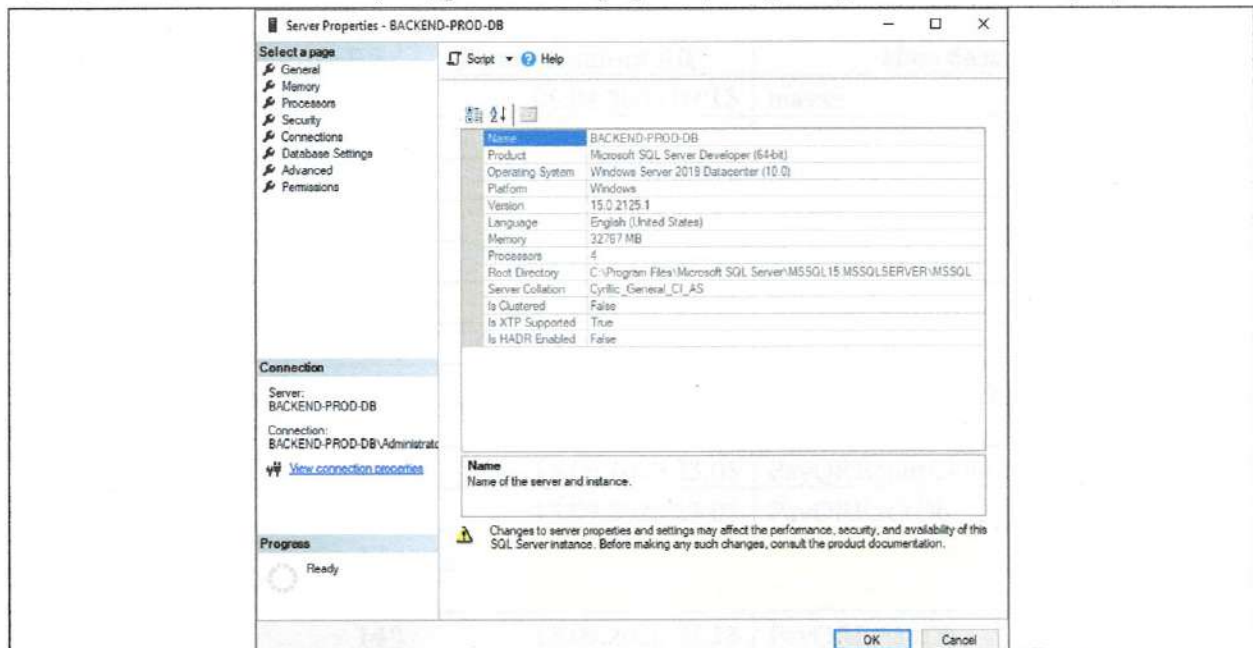 Server Properties - BACKEND-PROD-DB
Select a page
General
Memory
Processors
Security
Connections
Database Settings
Advanced
Permissions
Script
Help
Name BACKEND-PROD-DB
Product Microsoft SQL Server Developer (64-bit)
Operating System Windows Server 2019 Datacenter (10.0)
Platform Windows
Version 15.0.2125.1
Language English (United States)
Memory 32767 MB
Processors 4
Root Directory C:\Program Files\Microsoft SQL Server\MSSQL15.MSSQLSERVER\MSSQL
Server Collation Cyrillic_General_CI_AS
Is Clustered False
Is XTP Supported True
Is HADR Enabled False
Connection
Server:
BACKEND-PROD-DB
Connection:
BACKEND-PROD-DB\Administratc
View connection properties
Name
Name of the server and instance.
Changes to server properties and settings may affect the performance, security, and availability of this
SQL Server instance. Before making any such changes, consult the product documentation.
Progress
Ready
OK
Cancel